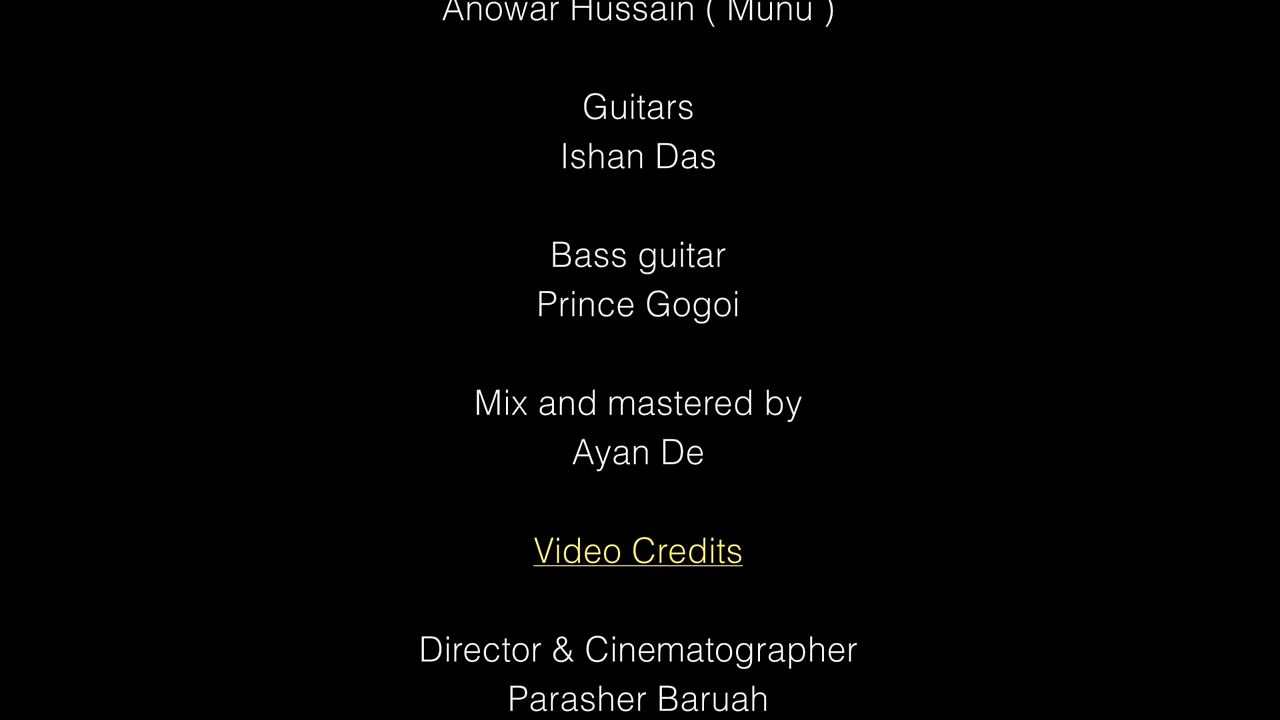 Anowar Hussain ( Munu )
Guitars
Ishan Das
Bass guitar
Prince Gogoi
Mix and mastered by
Ayan De
Video Credits
Director & Cinematographer
Parasher Baruah